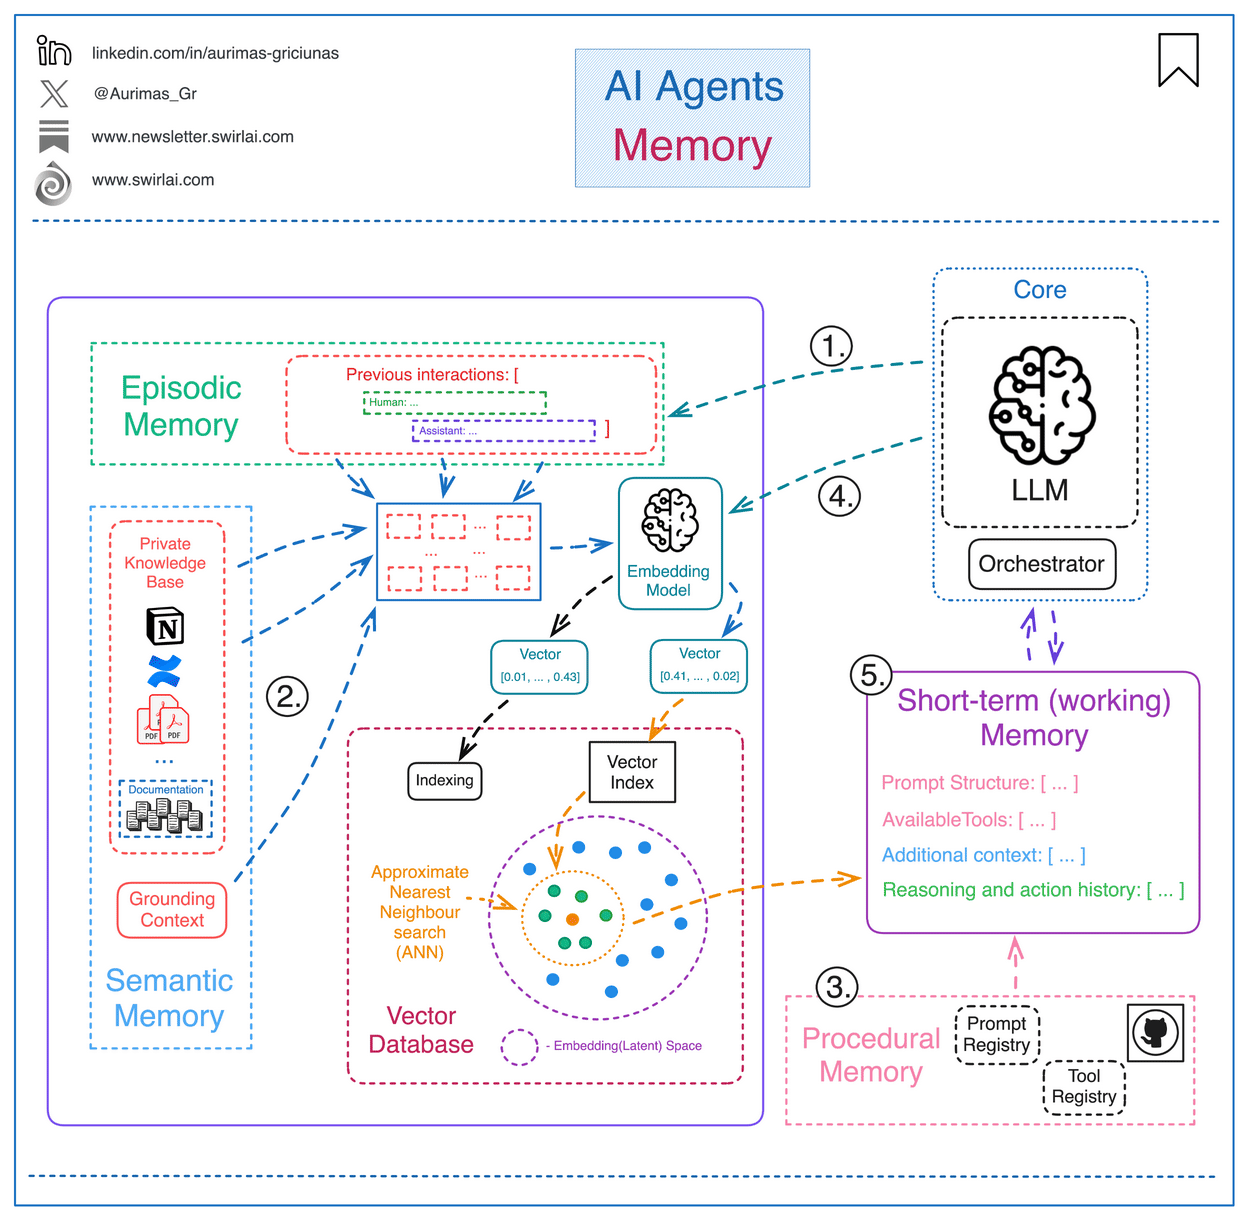 linkedin.com/in/aurimas-griciunas
@Aurimas_Gr
www.newsletter.swirlai.com
www.swirlai.com
AI Agents
Memory
Core
LLM
Orchestrator
1.
4.
Episodic
Memory
Previous interactions: [
Human: ...
Assistant: ...
]
Private
Knowledge
Base
N
PDF
PDF
...
Documentation
Grounding
Context
Semantic
Memory
2.
...
...
...
...
Embedding
Model
Vector
[0.01, ... , 0.43]
Vector
[0.41, ... , 0.02]
Indexing
Vector
Index
Approximate
Nearest
Neighbour
search
(ANN)
Vector
Database
- Embedding(Latent) Space
5.
Short-term (working)
Memory
Prompt Structure: [ ... ]
AvailableTools: [ ... ]
Additional context: [ ... ]
Reasoning and action history: [ ... ]
3.
Procedural
Memory
Prompt
Registry
Tool
Registry